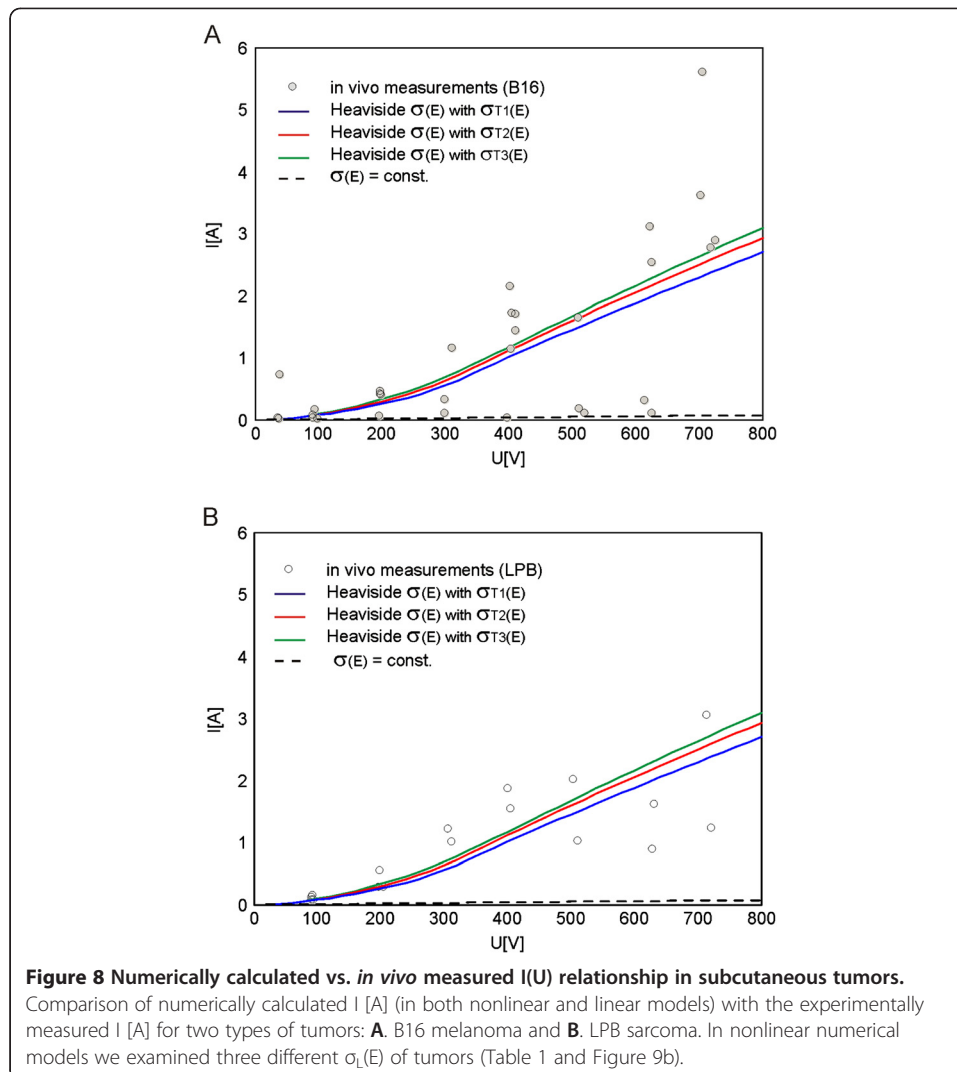 A
6
5
4
3
2
1
0
I[A]
in vivo measurements (B16)
Heaviside σ(E) with σT1(E)
Heaviside σ(E) with σT2(E)
Heaviside σ(E) with σT3(E)
σ(E) = const.
0 100 200 300 400 500 600 700 800
U[V]
B
6
5
4
3
2
1
0
I[A]
in vivo measurements (LPB)
Heaviside σ(E) with σT1(E)
Heaviside σ(E) with σT2(E)
Heaviside σ(E) with σT3(E)
σ(E) = const.
0 100 200 300 400 500 600 700 800
U[V]
Figure 8 Numerically calculated vs. in vivo measured I(U) relationship in subcutaneous tumors.
Comparison of numerically calculated I [A] (in both nonlinear and linear models) with the experimentally
measured I [A] for two types of tumors: A. B16 melanoma and B. LPB sarcoma. In nonlinear numerical
models we examined three different σL(E) of tumors (Table 1 and Figure 9b).